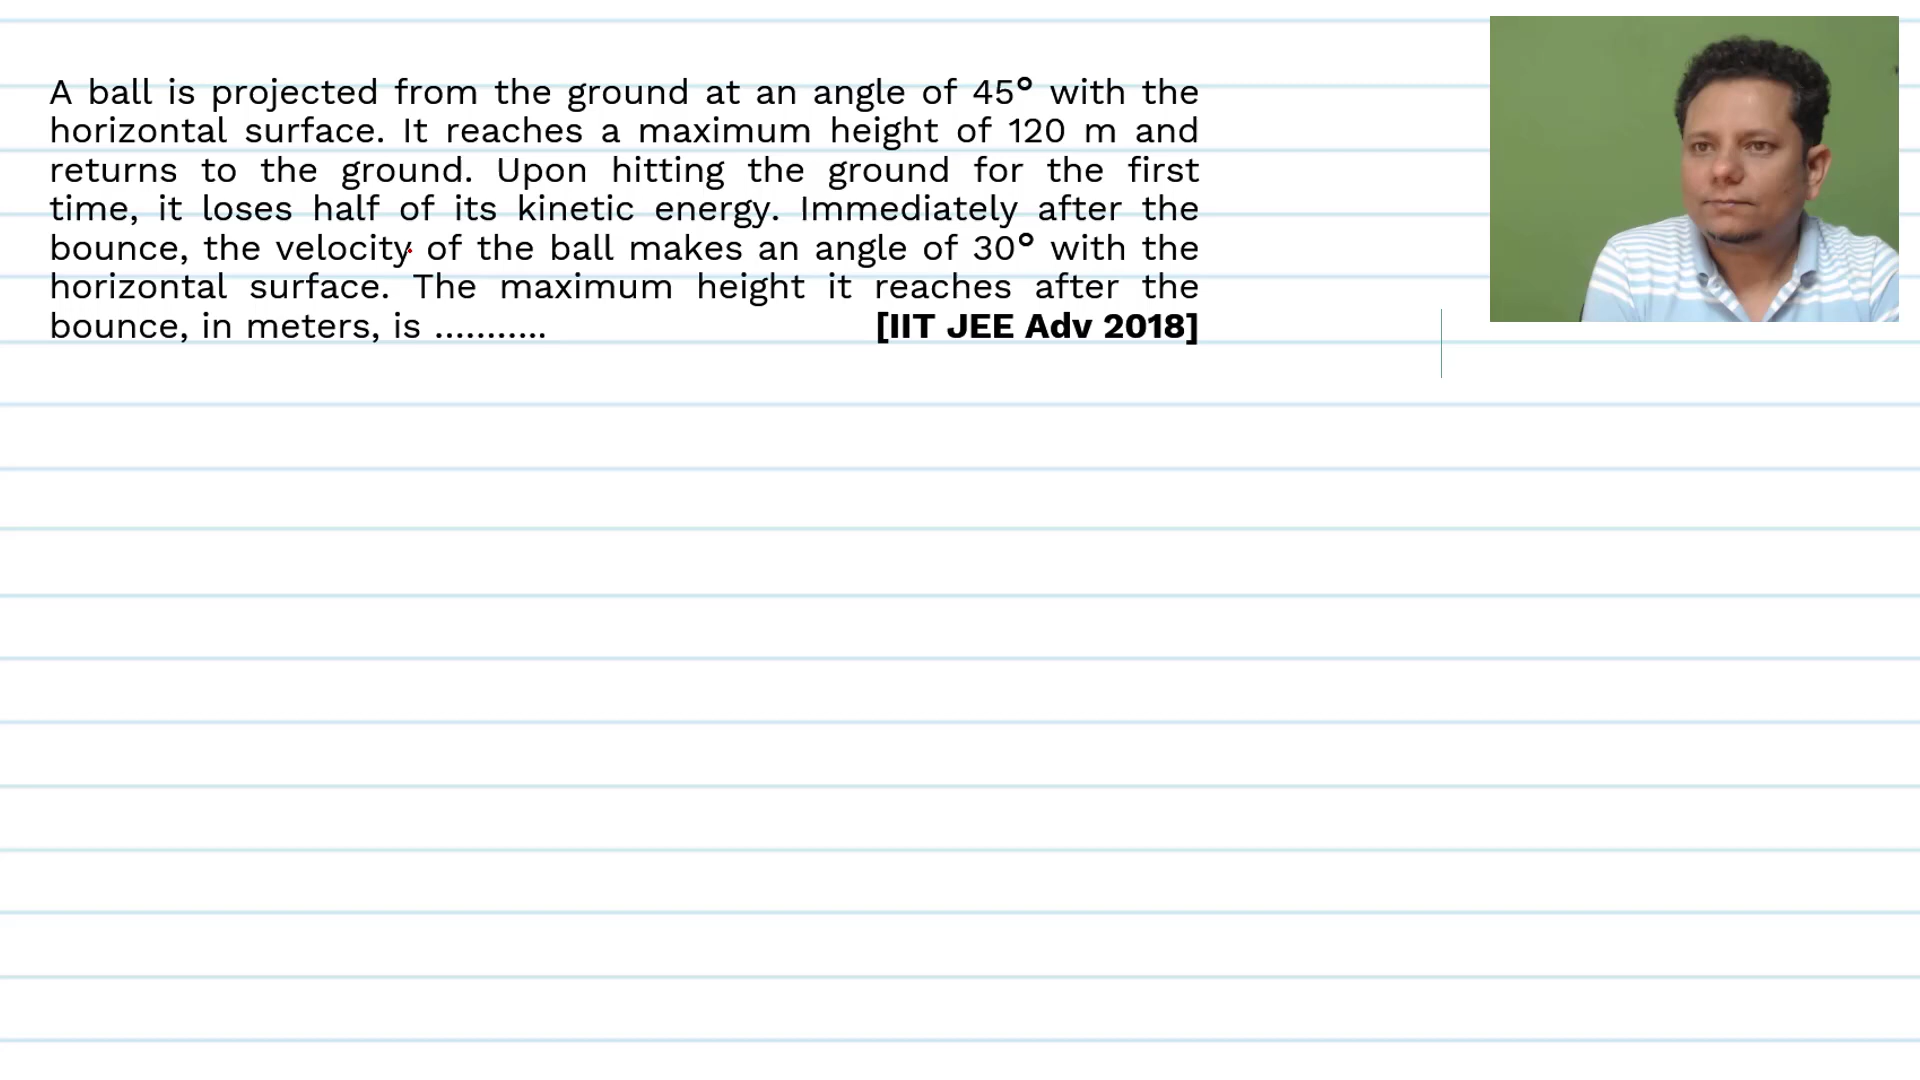 A ball is projected from the ground at an angle of 45° with the
horizontal surface. It reaches a maximum height of 120 m and
returns to the ground. Upon hitting the ground for the first
time, it loses half of its kinetic energy. Immediately after the
bounce, the velocity of the ball makes an angle of 30° with the
horizontal surface. The maximum height it reaches after the
bounce, in meters, is ........... [IIT JEE Adv 2018]